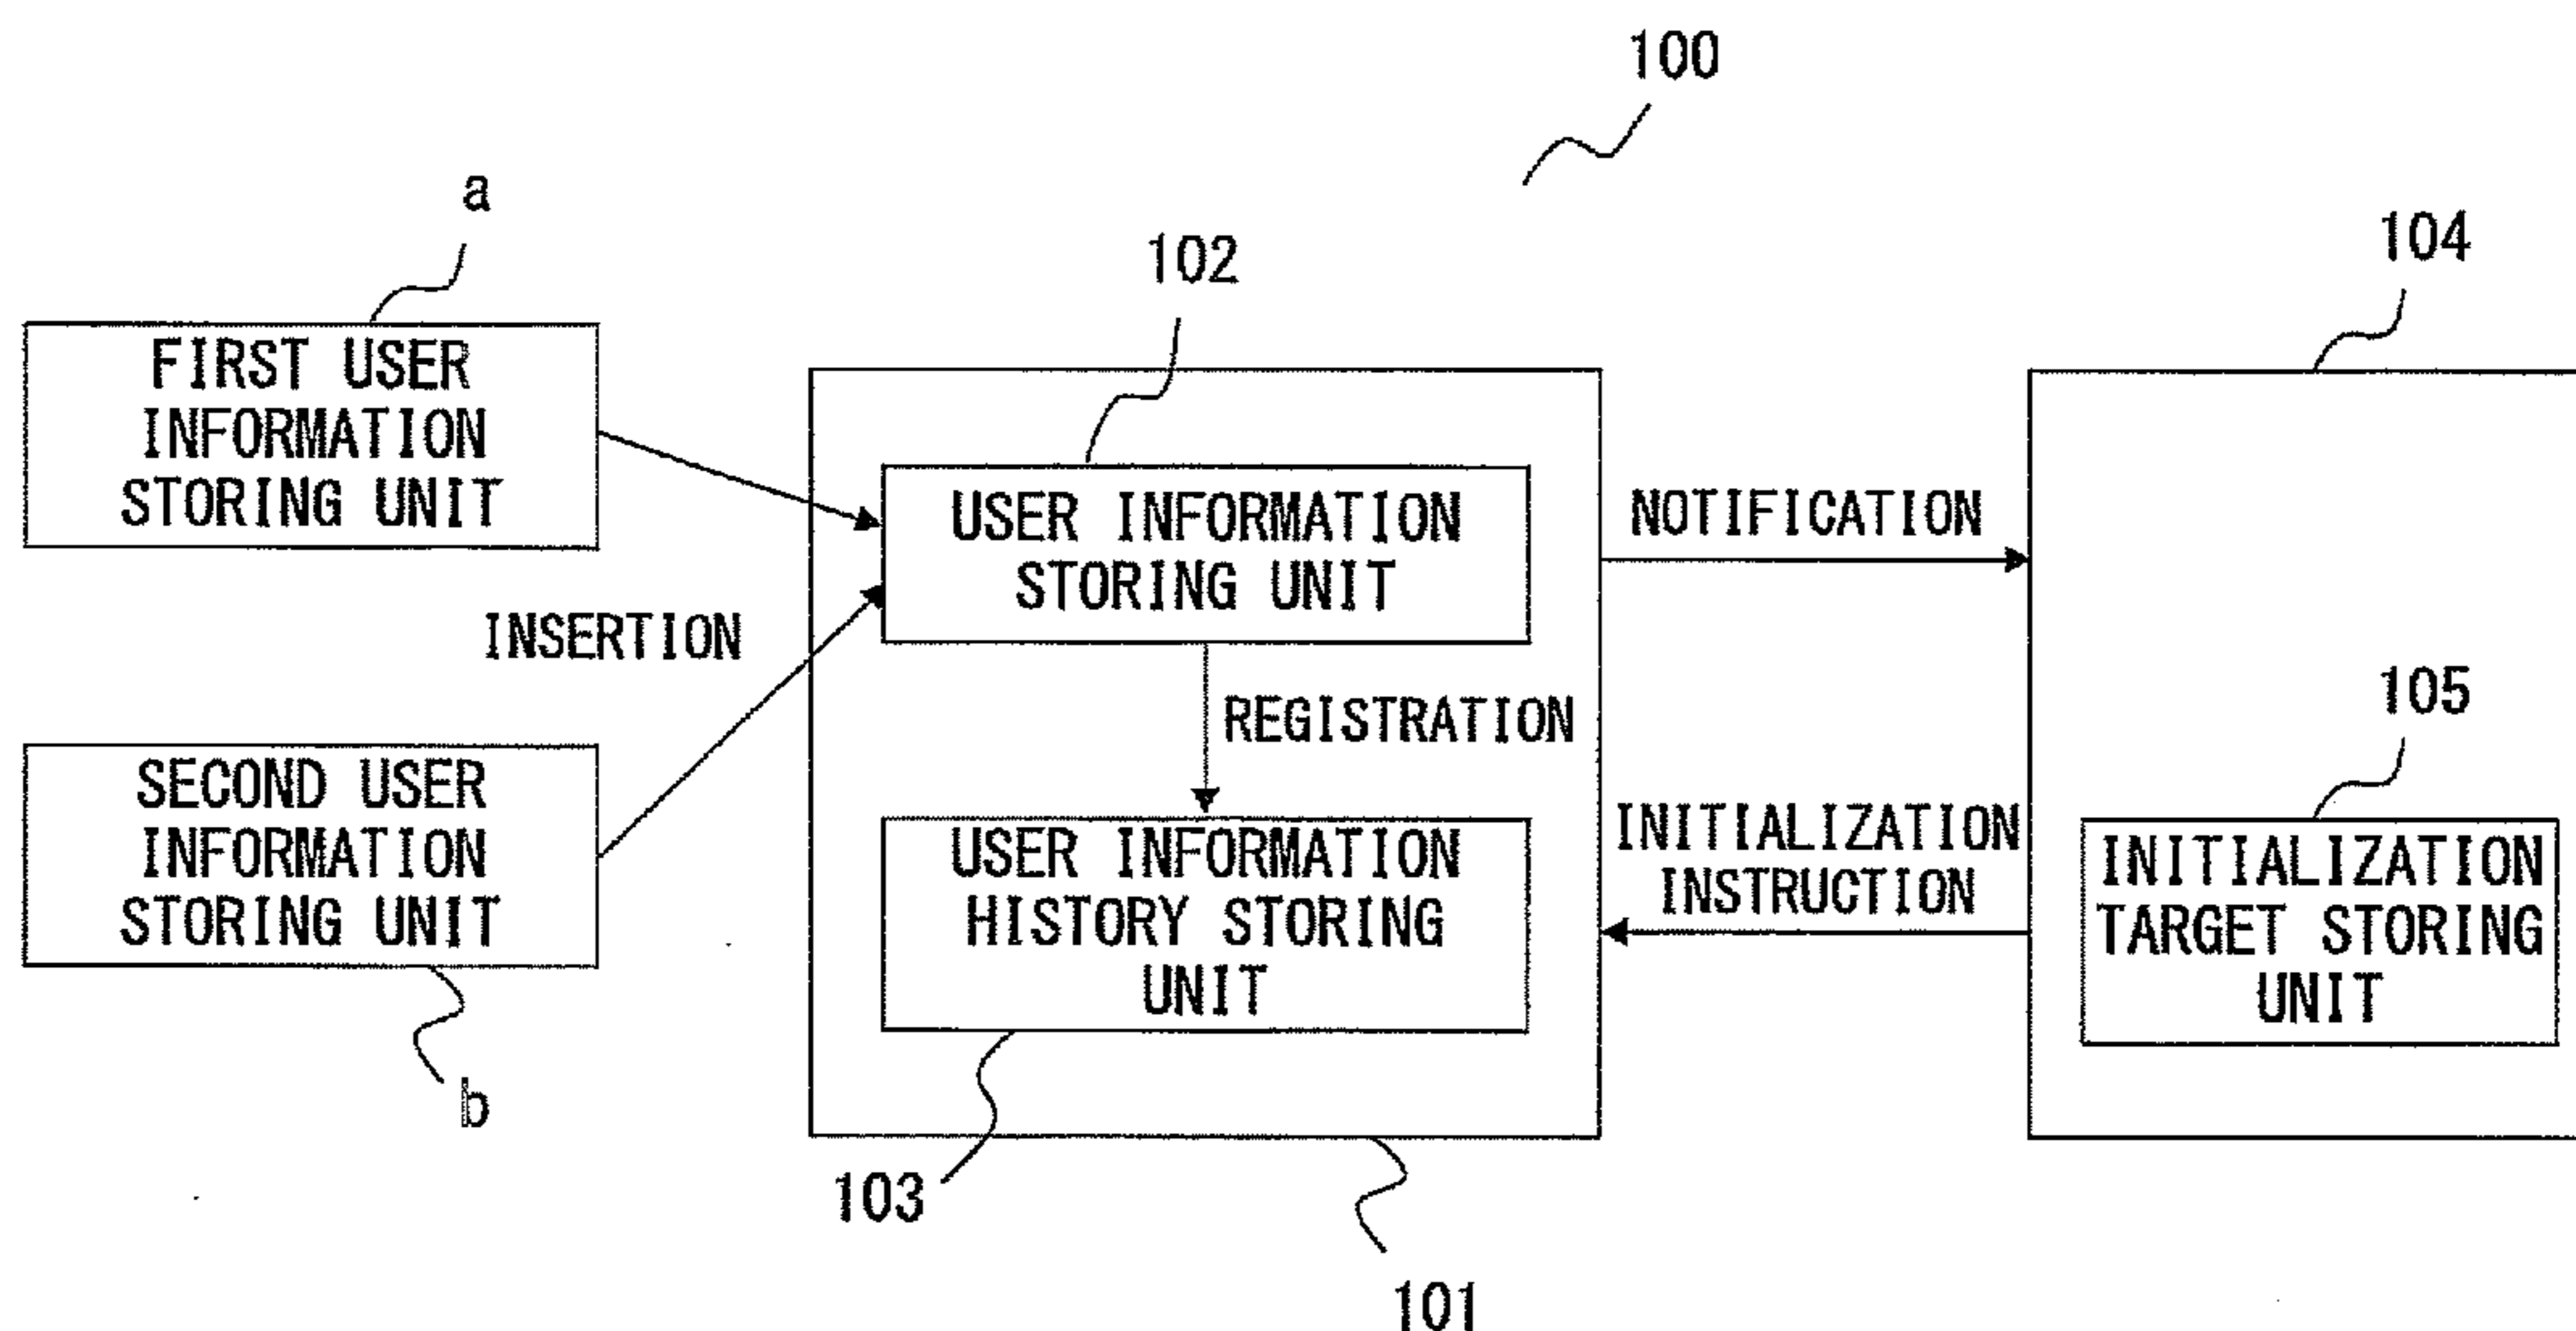 100
a
102
104
FIRST USER
INFORMATION
STORING UNIT
USER INFORMATION
STORING UNIT
NOTIFICATION
INSERTION
REGISTRATION
105
SECOND USER
INFORMATION
STORING UNIT
USER INFORMATION
HISTORY STORING
UNIT
INITIALIZATION
INSTRUCTION
INITIALIZATION
TARGET STORING
UNIT
b
103
101